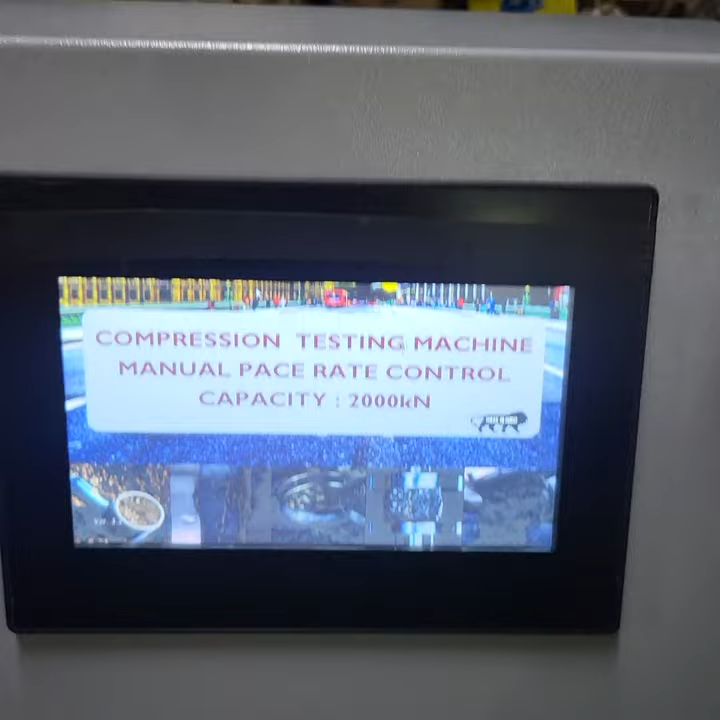 COMPRESSION TESTING MACHINE
MANUAL PACE RATE CONTROL
CAPACITY : 2000kN